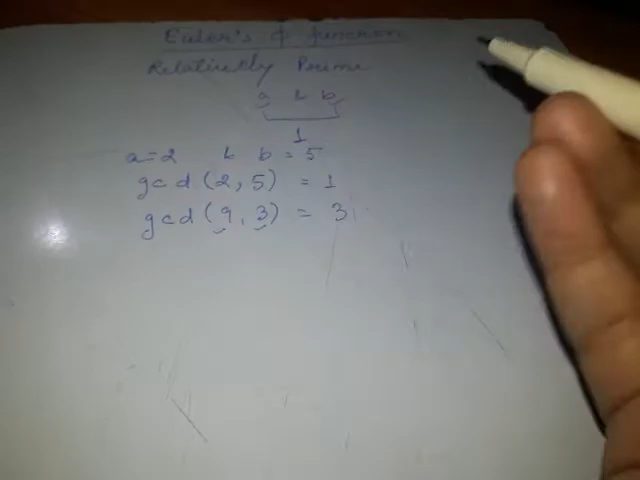 Euler's φ function
Relatively Prime
a & b
1
a=2 & b = 5
gcd (2, 5) = 1
gcd (9, 3) = 3